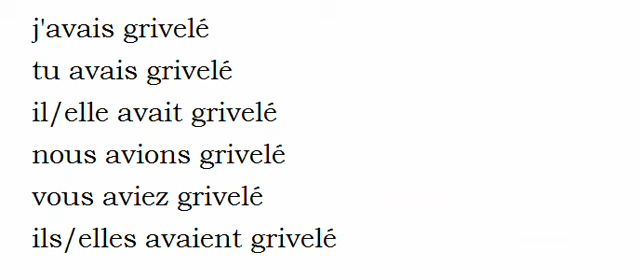 j'avais grivelé
tu avais grivelé
il/elle avait grivelé
nous avions grivelé
vous aviez grivelé
ils/elles avaient grivelé